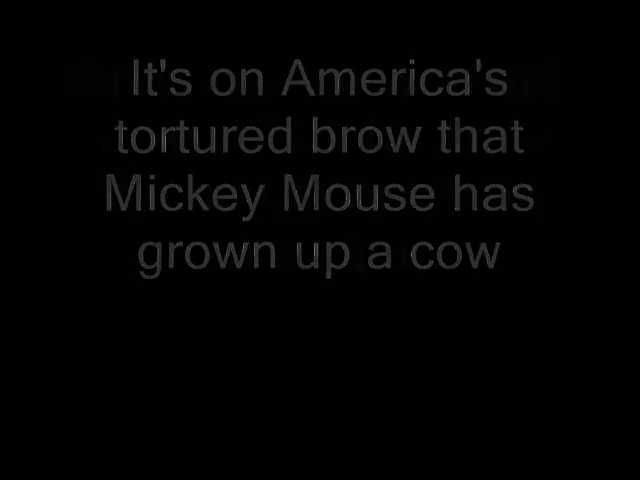 It's on America's
tortured brow that
Mickey Mouse has
grown up a cow